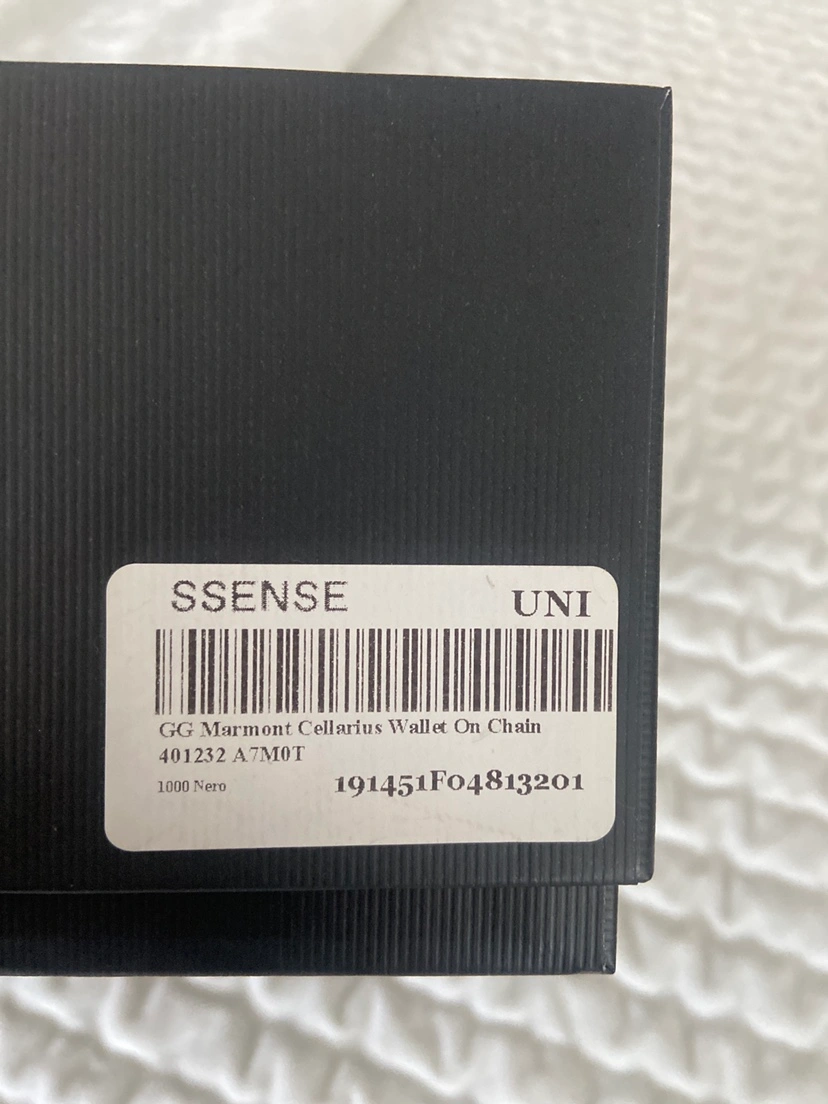 SSENSE UNI
GG Marmont Cellarius Wallet On Chain
401232 A7M0T
1000 Nero 191451F04813201